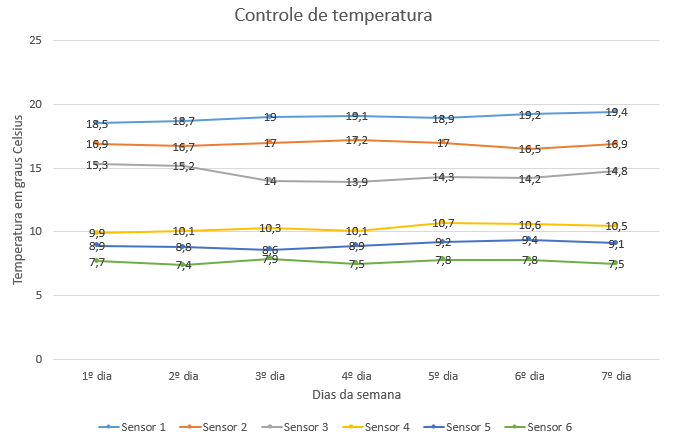 Controle de temperatura
25
20
15
10
5
0
Temperatura em graus Celsius
18,5 18,7 19 19,1 18,9 19,2 19,4
16,9 16,7 17 17,2 17 16,5 16,9
15,3 15,2 14 13,9 14,3 14,2 14,8
9,9 10,1 10,3 10,1 10,7 10,6 10,5
8,9 8,8 8,6 8,9 9,2 9,4 9,1
7,7 7,4 7,9 7,5 7,8 7,8 7,5
1º dia 2º dia 3º dia 4º dia 5º dia 6º dia 7º dia
Dias da semana
Sensor 1 Sensor 2 Sensor 3 Sensor 4 Sensor 5 Sensor 6